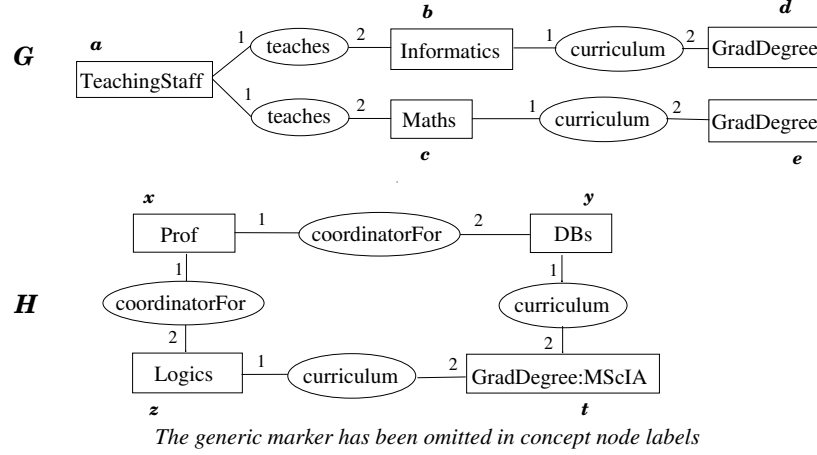 b d
a 1 teaches 2 Informatics 1 curriculum 2 GradDegree
G
TeachingStaff
1 teaches 2 Maths 1 curriculum 2 GradDegree
c e
x y
Prof 1 coordinatorFor 2 DBs
1 1
H coordinatorFor curriculum
2 2
Logics 1 curriculum 2 GradDegree:MScIA
z t
The generic marker has been omitted in concept node labels